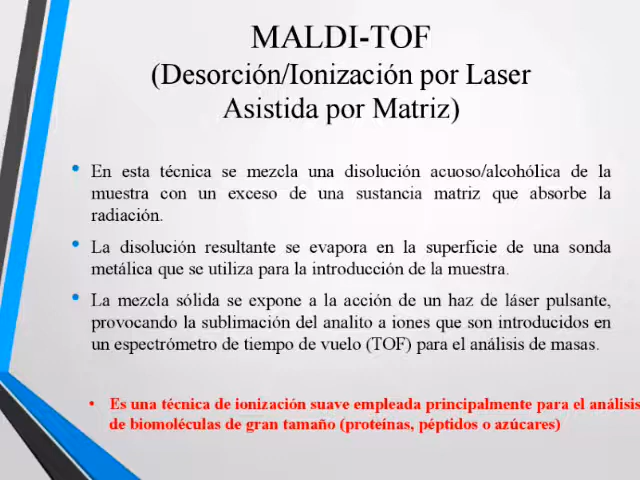 MALDI-TOF
(Desorción/Ionización por Laser
Asistida por Matriz)
• En esta técnica se mezcla una disolución acuoso/alcohólica de la
muestra con un exceso de una sustancia matriz que absorbe la
radiación.
• La disolución resultante se evapora en la superficie de una sonda
metálica que se utiliza para la introducción de la muestra.
• La mezcla sólida se expone a la acción de un haz de láser pulsante,
provocando la sublimación del analito a iones que son introducidos en
un espectrómetro de tiempo de vuelo (TOF) para el análisis de masas.
• Es una técnica de ionización suave empleada principalmente para el análisis
de biomoléculas de gran tamaño (proteínas, péptidos o azúcares)